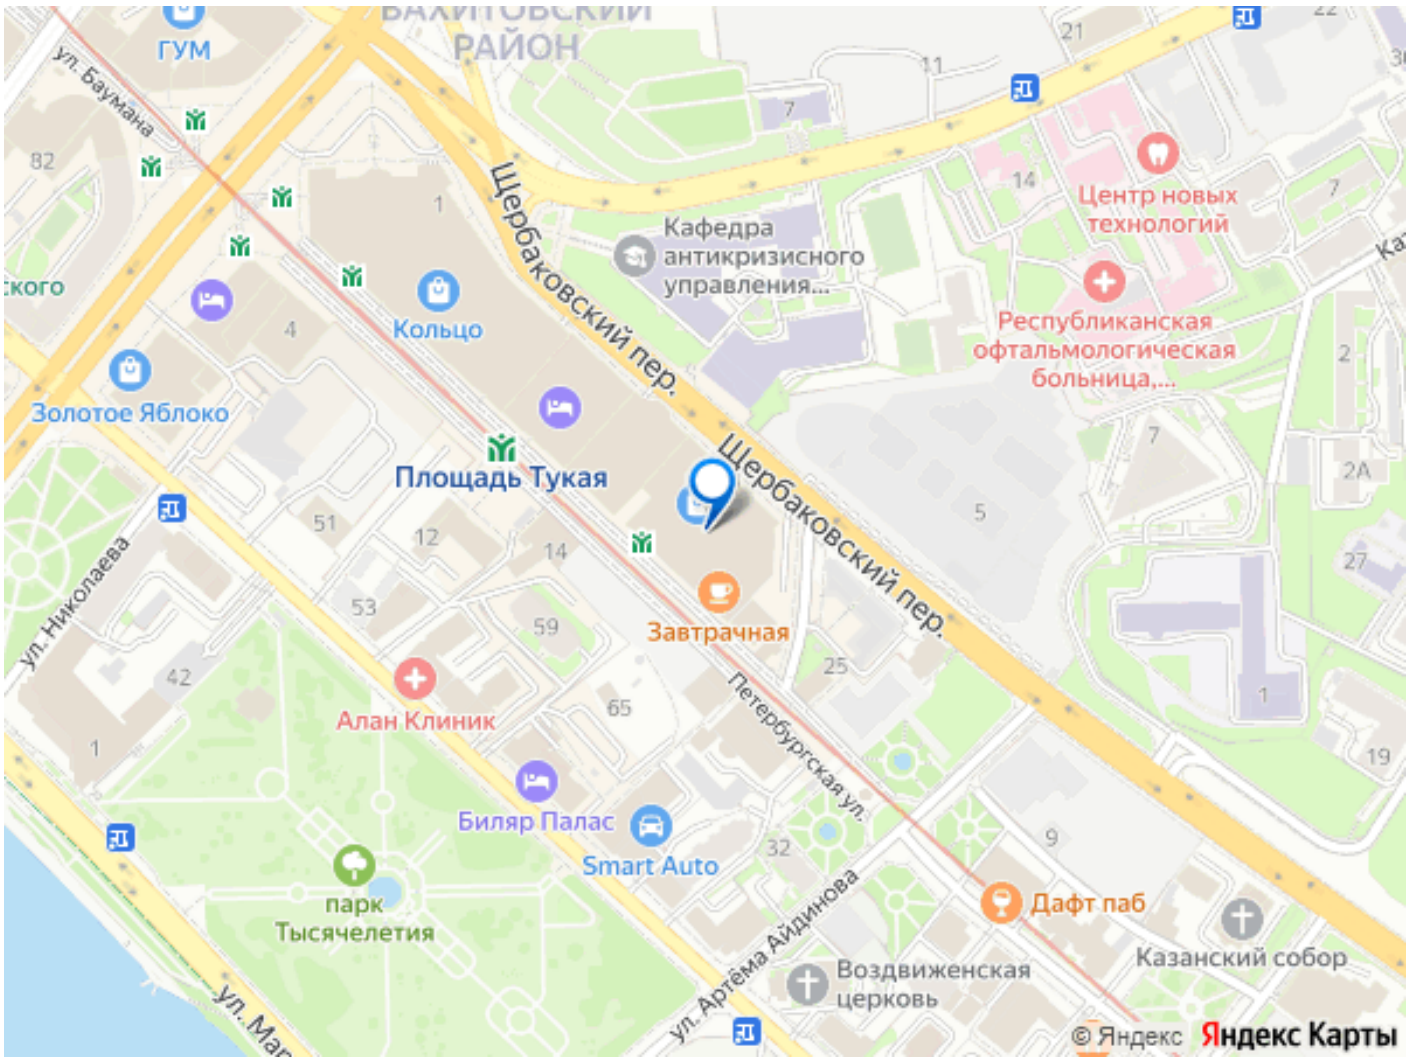 ВАХИТОВСКИЙ
РАЙОН
ГУМ
ул. Баумана
82
21
22
11
7
14
7
Центр новых
технологий
Щербаковский пер.
Кафедра
антикризисного
управления...
1
ского
Кольцо
4
Республиканская
офтальмологическая
больница,...
2
Золотое Яблоко
7
2А
Площадь Тукая
Щербаковский пер.
5
51
12
14
27
ул. Николаева
53
59
Завтрачная
25
42
65
Алан Клиник
Петербургская ул.
1
1
19
Биляр Палас
Smart Auto
32
9
парк
Тысячелетия
Дафт паб
Казанский собор
ул. Артёма Айдинова
Воздвиженская
церковь
ул. Мар
© Яндекс Яндекс Карты